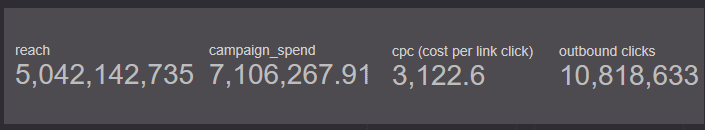 reach campaign_spend cpc (cost per link click) outbound clicks
5,042,142,735 7,106,267.91 3,122.6 10,818,633